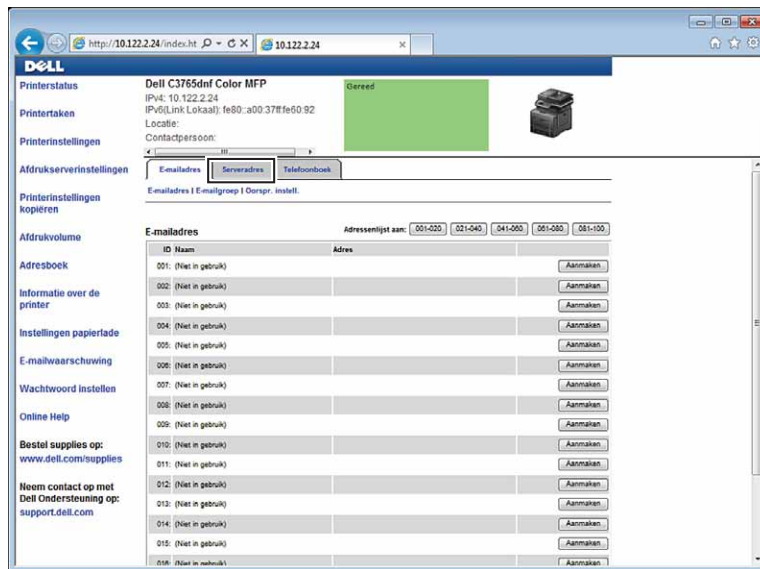 http://10.122.2.24/index.ht
10.122.2.24
DELL
Dell C3765dnf Color MFP
IPv4: 10.122.2.24
IPv6(Link Lokaal): fe80::a00:37ff:fe60:92
Locatie:
Contactpersoon:
Gereed
Printerstatus
Printertaken
Printerinstellingen
Afdrukserverinstellingen
Printerinstellingen
kopiëren
Afdrukvolume
Adresboek
Informatie over de
printer
Instellingen papierlade
E-mailwaarschuwing
Wachtwoord instellen
Online Help
Bestel supplies op:
www.dell.com/supplies
Neem contact op met
Dell Ondersteuning op:
support.dell.com
E-mailadres Serveradres Telefoonboek
E-mailadres | E-mailgroep | Oorspr. instell.
E-mailadres Adressenlijst aan: 001-020 021-040 041-060 061-080 081-100
ID Naam Adres
001: (Niet in gebruik) Aanmaken
002: (Niet in gebruik) Aanmaken
003: (Niet in gebruik) Aanmaken
004: (Niet in gebruik) Aanmaken
005: (Niet in gebruik) Aanmaken
006: (Niet in gebruik) Aanmaken
007: (Niet in gebruik) Aanmaken
008: (Niet in gebruik) Aanmaken
009: (Niet in gebruik) Aanmaken
010: (Niet in gebruik) Aanmaken
011: (Niet in gebruik) Aanmaken
012: (Niet in gebruik) Aanmaken
013: (Niet in gebruik) Aanmaken
014: (Niet in gebruik) Aanmaken
015: (Niet in gebruik) Aanmaken
016: (Niet in gebruik) Aanmaken